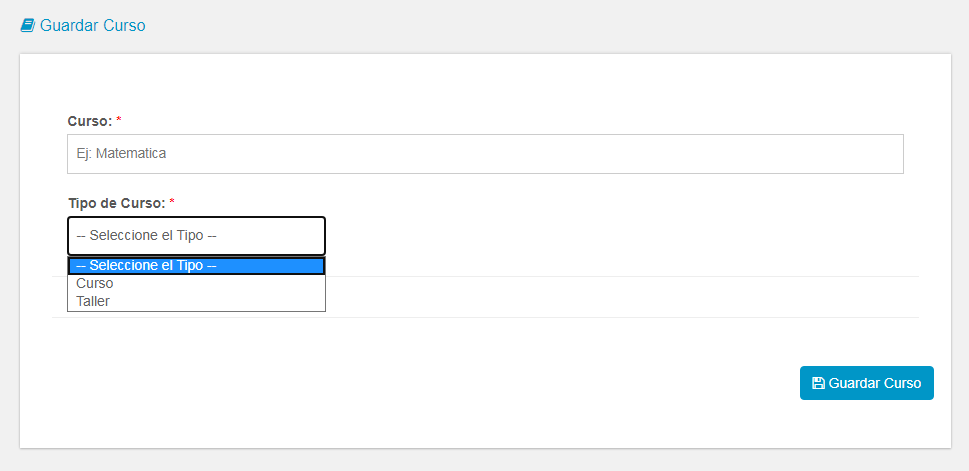 Guardar Curso
Curso: *
Ej: Matematica
Tipo de Curso: *
-- Seleccione el Tipo --
-- Seleccione el Tipo --
Curso
Taller
Guardar Curso